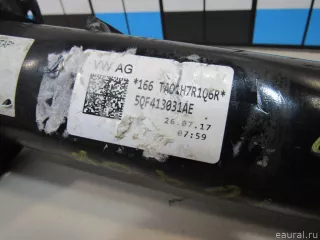 VW AG
*166 TAO1H7R1Q6R*
5QF413031AE
26.07.17
07:59
© eaural.ru